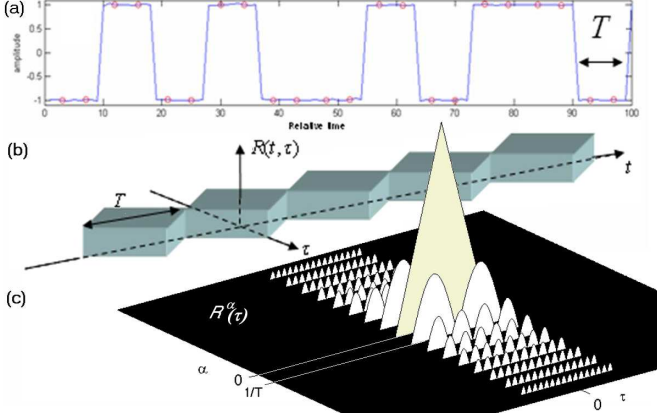 (a)
amplitude
1
0.5
0
-0.5
-1
0 10 20 30 40 50 60 70 80 90 100
Relative time
T
(b)
R(t,τ)
T
t
τ
(c)
R^α(τ)
α
0
1/T
0
τ